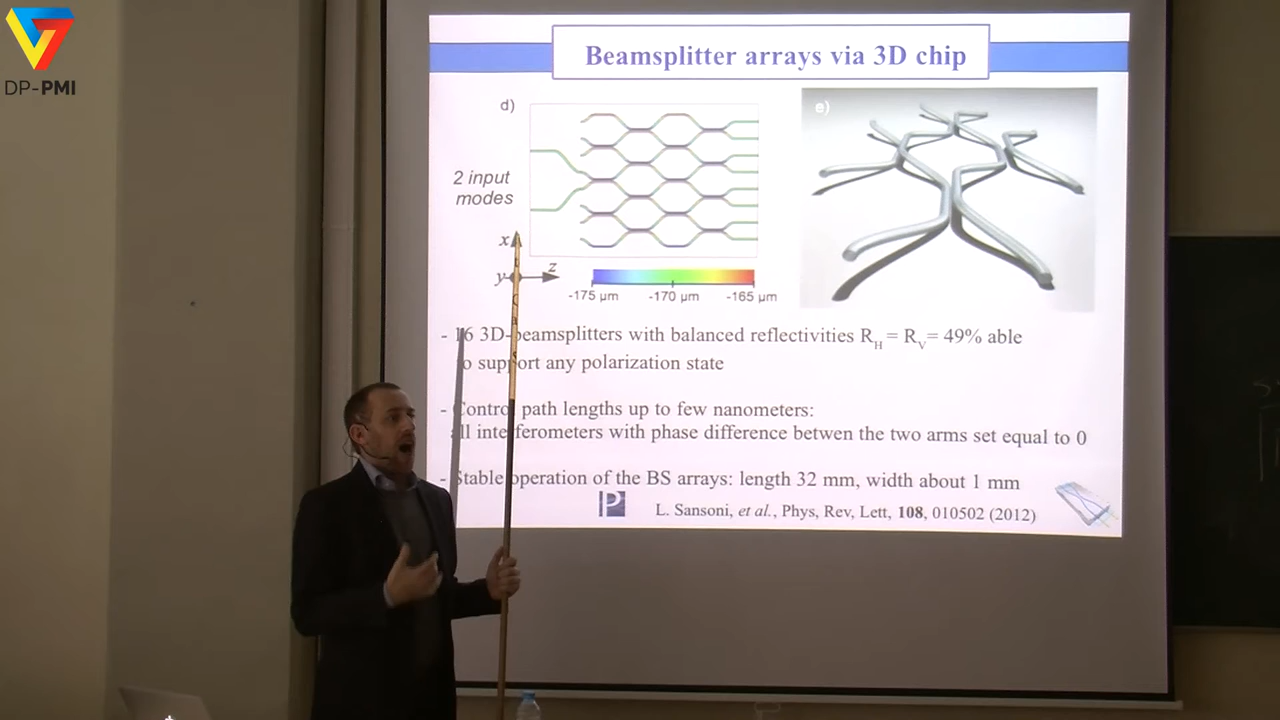 DP-PMI
Beamsplitter arrays via 3D chip
d)
e)
2 input
modes
x
y
z
-175 µm
-170 µm
-165 µm
- 16 3D-beamsplitters with balanced reflectivities R_H = R_V = 49% able
to support any polarization state
- Control path lengths up to few nanometers:
all interferometers with phase difference betwen the two arms set equal to 0
- Stable operation of the BS arrays: length 32 mm, width about 1 mm
P
L. Sansoni, et al., Phys, Rev, Lett, 108, 010502 (2012)